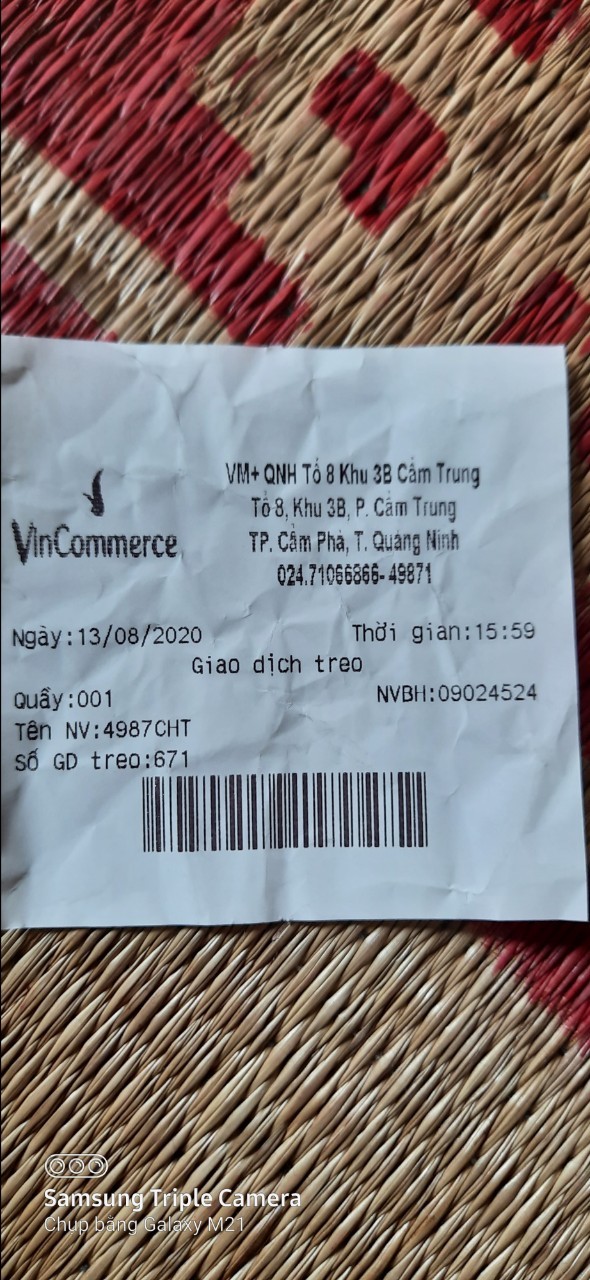 VM+ QNH Tổ 8 Khu 3B Cẩm Trung
Tổ 8, Khu 3B, P. Cẩm Trung
VinCommerce
TP. Cẩm Phả, T. Quảng Ninh
024.71066866-49871
Ngày:13/08/2020 Thời gian:15:59
Giao dịch treo
Quầy:001 NVBH:09024524
Tên NV:4987CHT
Số GD treo:671
Samsung Triple Camera
Chụp bằng Galaxy M21